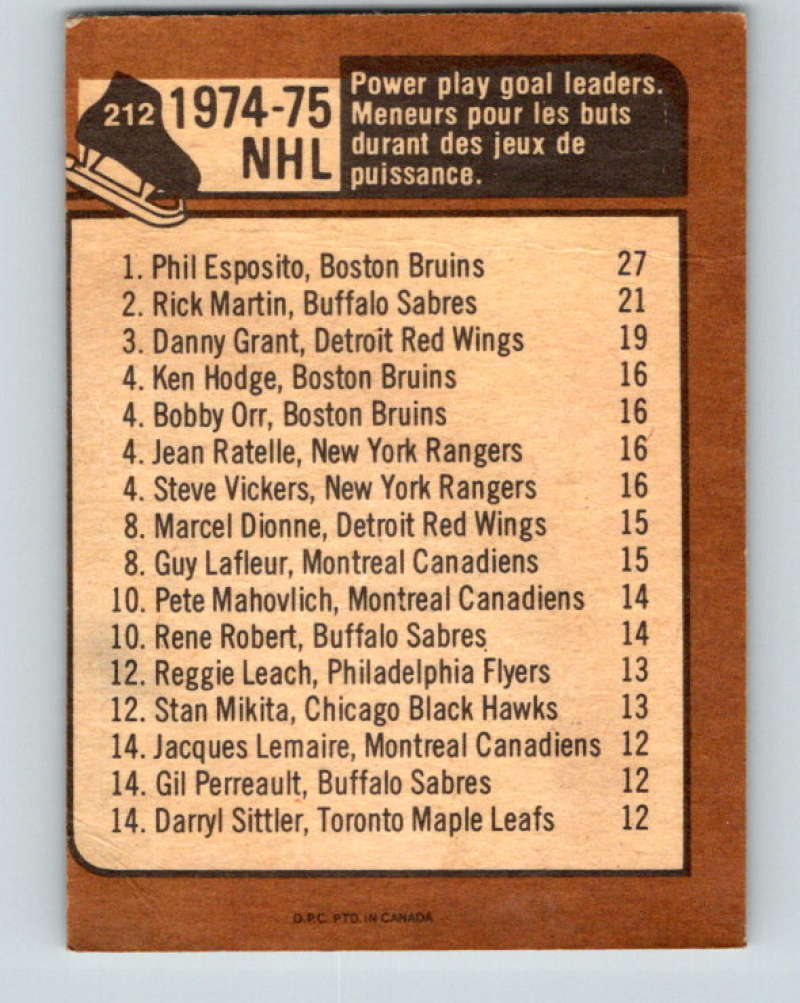 212 1974-75
NHL
Power play goal leaders.
Meneurs pour les buts
durant des jeux de
puissance.
1. Phil Esposito, Boston Bruins 27
2. Rick Martin, Buffalo Sabres 21
3. Danny Grant, Detroit Red Wings 19
4. Ken Hodge, Boston Bruins 16
4. Bobby Orr, Boston Bruins 16
4. Jean Ratelle, New York Rangers 16
4. Steve Vickers, New York Rangers 16
8. Marcel Dionne, Detroit Red Wings 15
8. Guy Lafleur, Montreal Canadiens 15
10. Pete Mahovlich, Montreal Canadiens 14
10. Rene Robert, Buffalo Sabres 14
12. Reggie Leach, Philadelphia Flyers 13
12. Stan Mikita, Chicago Black Hawks 13
14. Jacques Lemaire, Montreal Canadiens 12
14. Gil Perreault, Buffalo Sabres 12
14. Darryl Sittler, Toronto Maple Leafs 12
O.P.C. PTD. IN CANADA